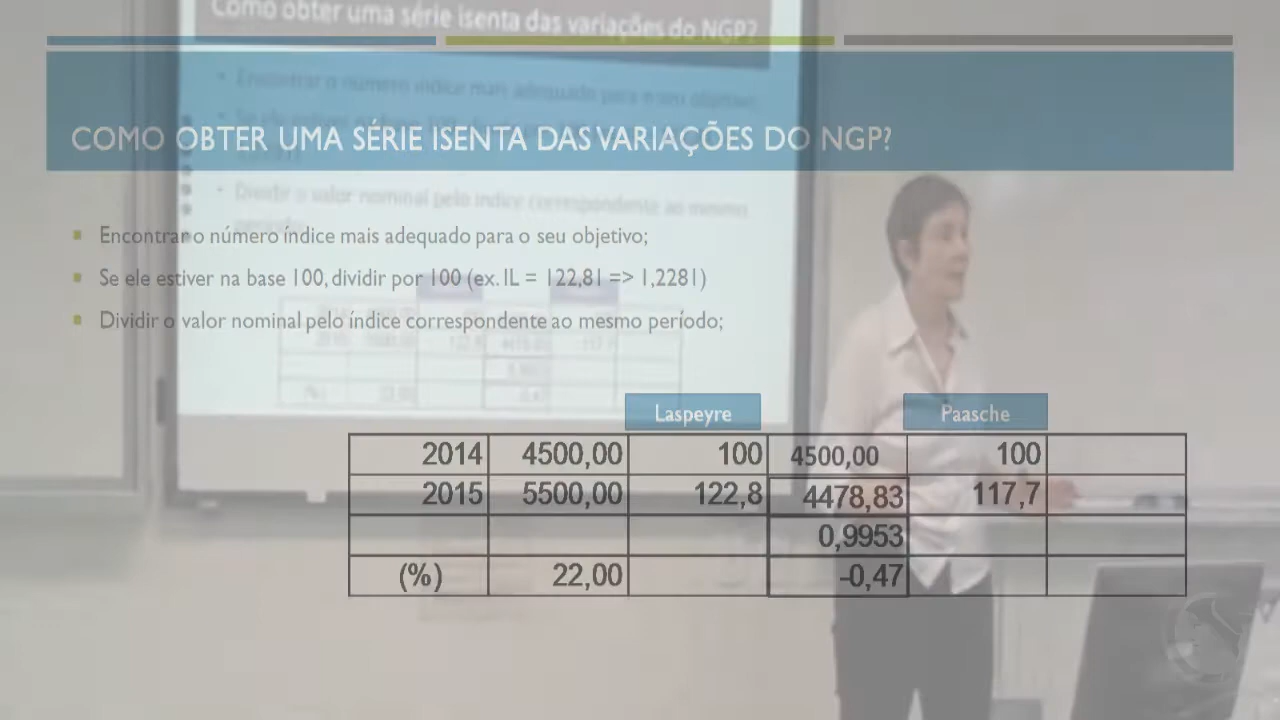 Como obter uma série isenta das variações do NGP?
COMO OBTER UMA SÉRIE ISENTA DAS VARIAÇÕES DO NGP?
Encontrar o número índice mais adequado para o seu objetivo;
Se ele estiver na base 100, dividir por 100 (ex. IL = 122,81 => 1,2281)
Dividir o valor nominal pelo índice correspondente ao mesmo período;
Laspeyre Paasche
2014 4500,00 100 4500,00 100
2015 5500,00 122,8 4478,83 117,7
0,9953
(%) 22,00 -0,47